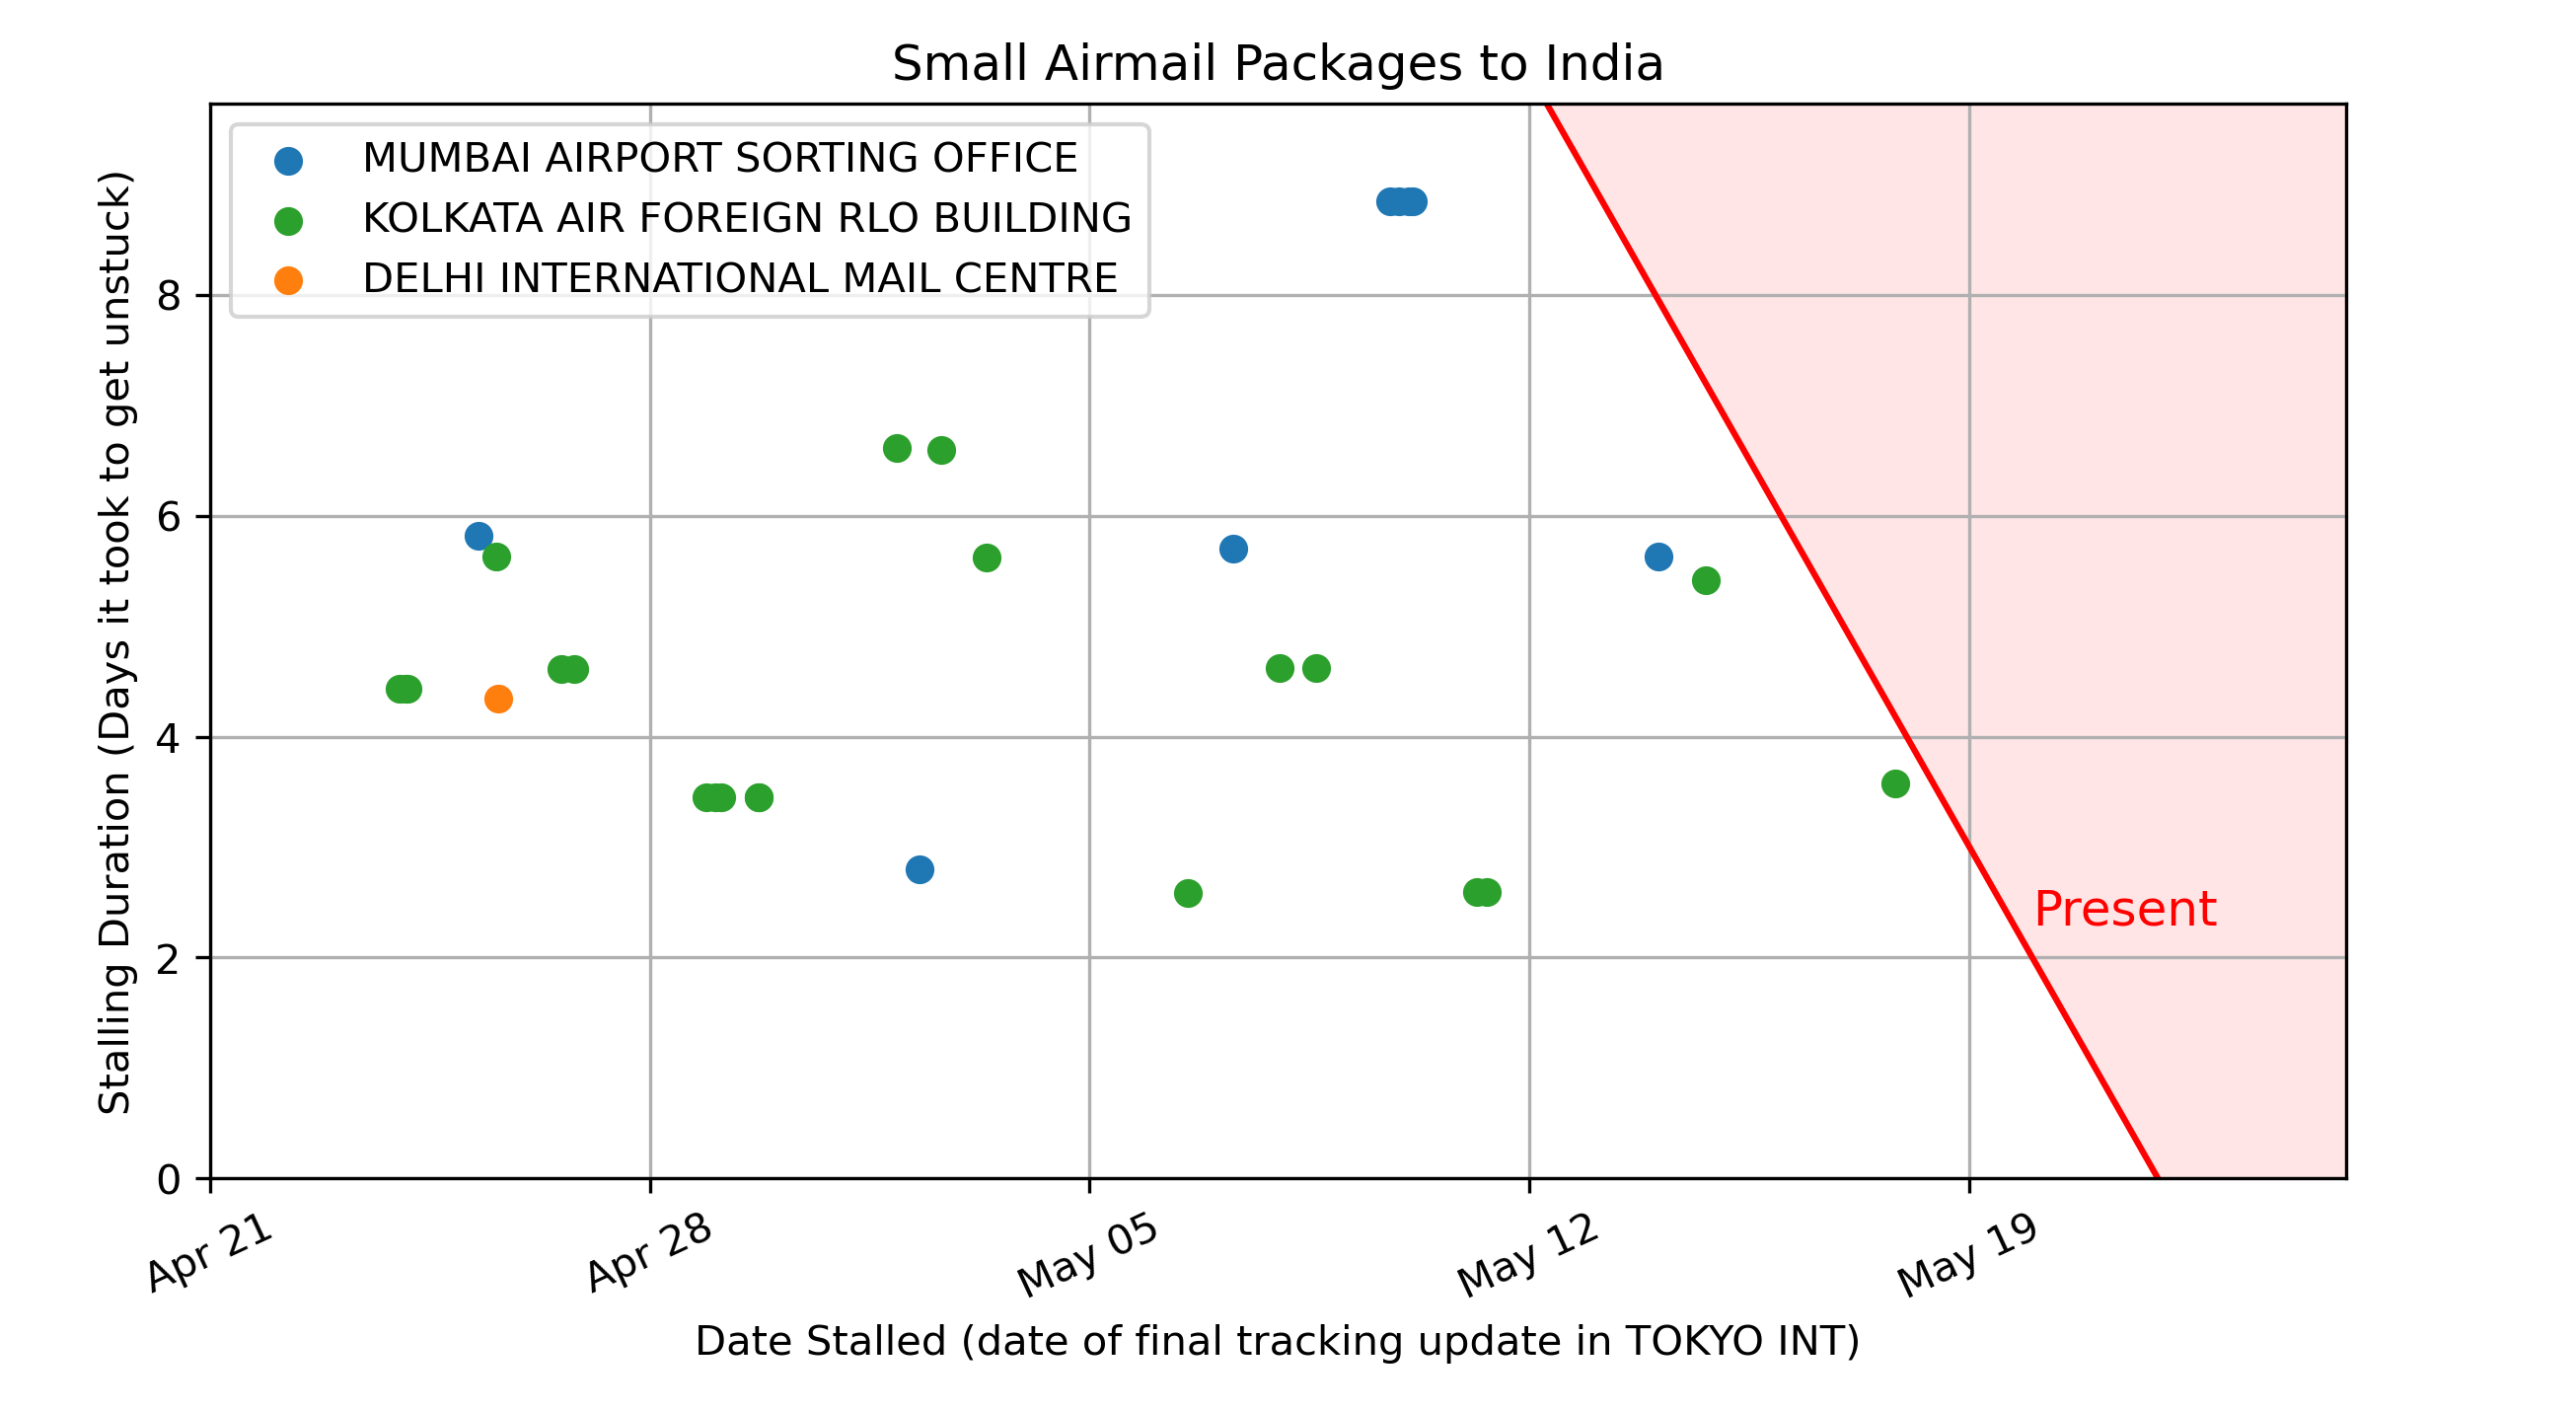 Small Airmail Packages to India
MUMBAI AIRPORT SORTING OFFICE
KOLKATA AIR FOREIGN RLO BUILDING
DELHI INTERNATIONAL MAIL CENTRE
Stalling Duration (Days it took to get unstuck)
8
6
4
2
0
Present
Apr 21
Apr 28
May 05
May 12
May 19
Date Stalled (date of final tracking update in TOKYO INT)